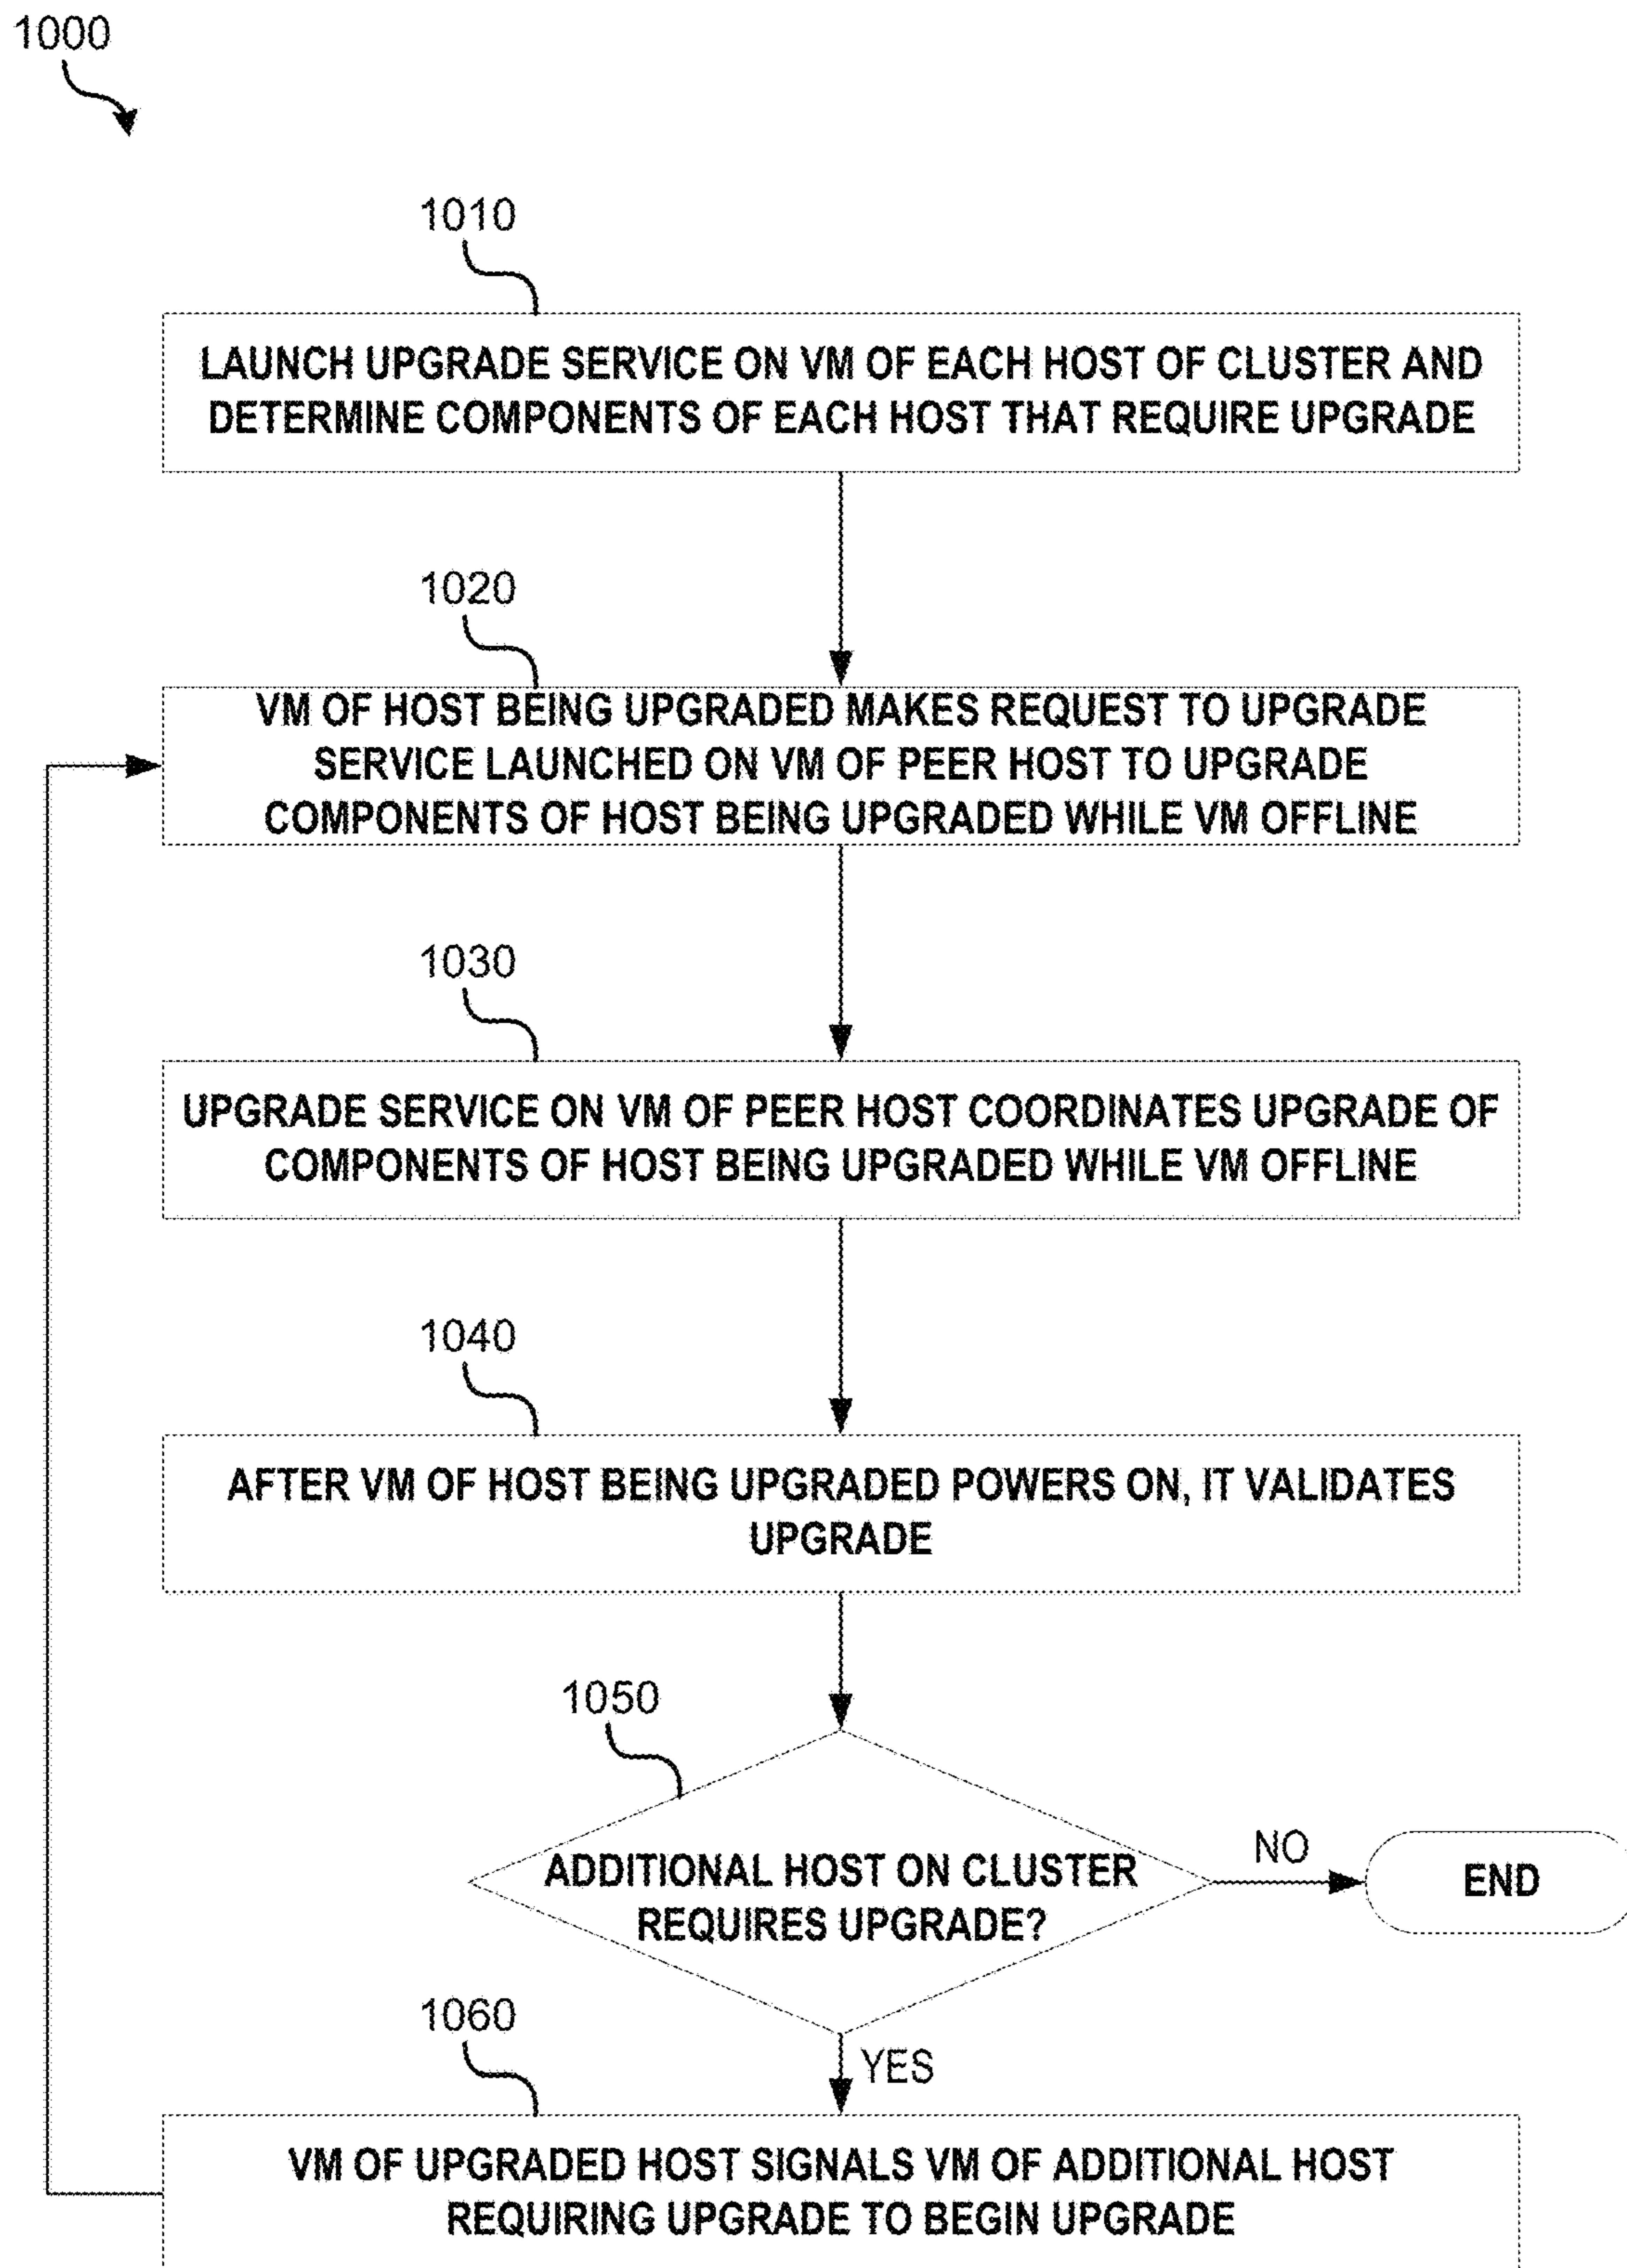 1000
1010
LAUNCH UPGRADE SERVICE ON VM OF EACH HOST OF CLUSTER AND
DETERMINE COMPONENTS OF EACH HOST THAT REQUIRE UPGRADE
1020
VM OF HOST BEING UPGRADED MAKES REQUEST TO UPGRADE
SERVICE LAUNCHED ON VM OF PEER HOST TO UPGRADE
COMPONENTS OF HOST BEING UPGRADED WHILE VM OFFLINE
1030
UPGRADE SERVICE ON VM OF PEER HOST COORDINATES UPGRADE OF
COMPONENTS OF HOST BEING UPGRADED WHILE VM OFFLINE
1040
AFTER VM OF HOST BEING UPGRADED POWERS ON, IT VALIDATES
UPGRADE
1050
ADDITIONAL HOST ON CLUSTER
REQUIRES UPGRADE?
NO
END
YES
1060
VM OF UPGRADED HOST SIGNALS VM OF ADDITIONAL HOST
REQUIRING UPGRADE TO BEGIN UPGRADE